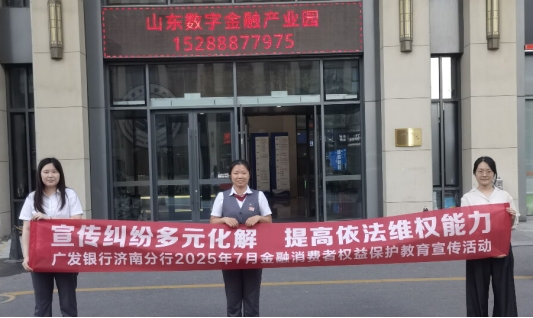 山东数字金融产业园
15288877975
宣传纠纷多元化解 提高依法维权能力
广发银行济南分行2025年7月金融消费者权益保护教育宣传活动